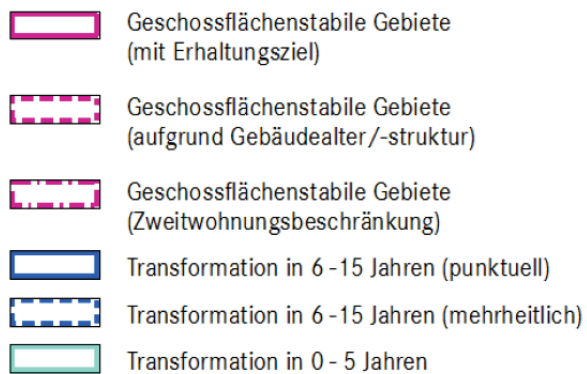 Geschossflächenstabile Gebiete
(mit Erhaltungsziel)
Geschossflächenstabile Gebiete
(aufgrund Gebäudealter/-struktur)
Geschossflächenstabile Gebiete
(Zweitwohnungsbeschränkung)
Transformation in 6 -15 Jahren (punktuell)
Transformation in 6 -15 Jahren (mehrheitlich)
Transformation in 0 - 5 Jahren